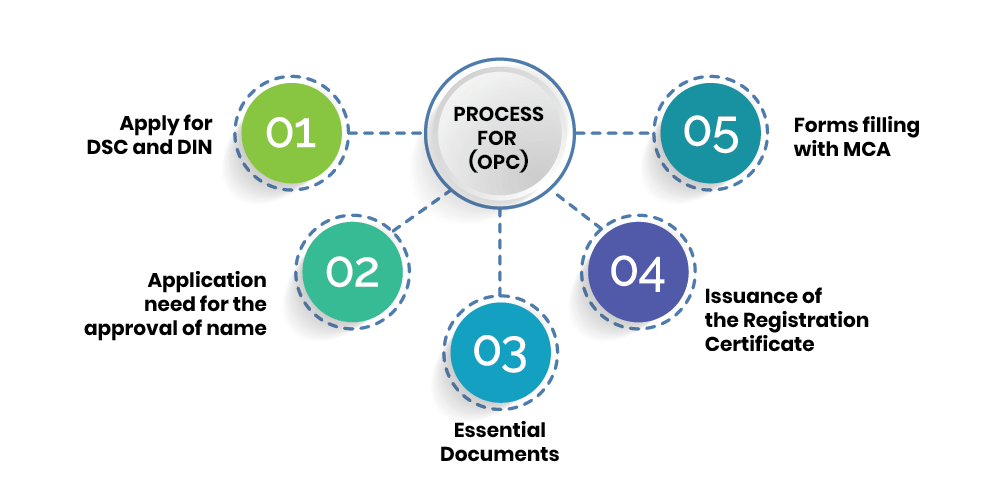 PROCESS
FOR
(OPC)
01
Apply for
DSC and DIN
02
Application
need for the
approval of name
03
Essential
Documents
04
Issuance of
the Registration
Certificate
05
Forms filling
with MCA